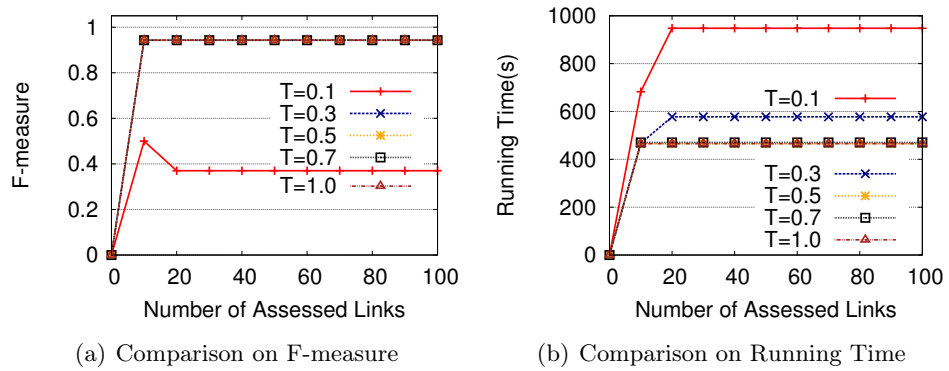 1
0.8
0.6
0.4
0.2
0
0 20 40 60 80 100
F-measure
Number of Assessed Links
T=0.1
T=0.3
T=0.5
T=0.7
T=1.0
(a) Comparison on F-measure
1000
800
600
400
200
0
0 20 40 60 80 100
Running Time(s)
Number of Assessed Links
T=0.1
T=0.3
T=0.5
T=0.7
T=1.0
(b) Comparison on Running Time